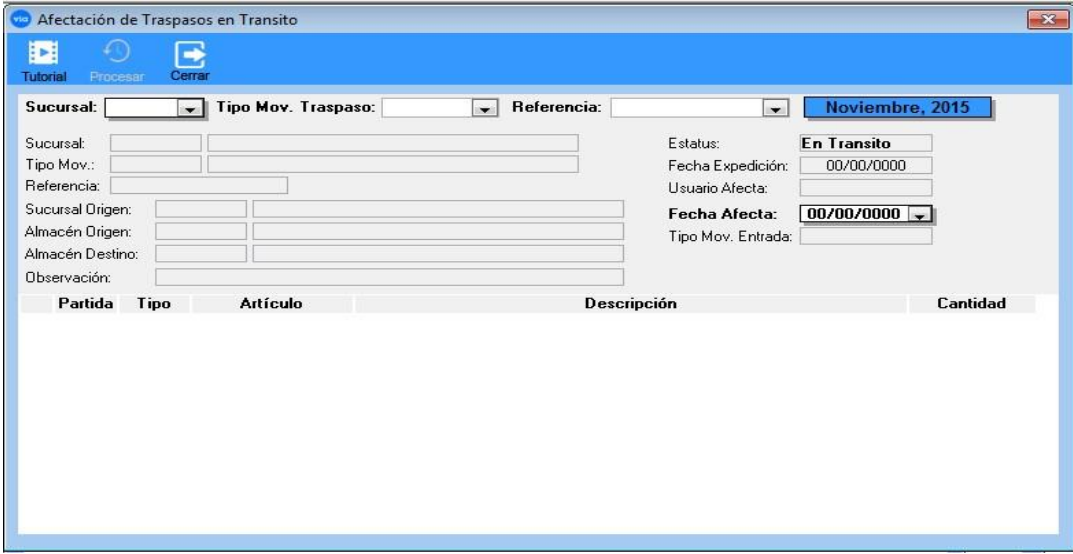 via Afectación de Traspasos en Transito
Tutorial Procesar Cerrar
Sucursal: Tipo Mov. Traspaso: Referencia: Noviembre, 2015
Sucursal: Estatus: En Transito
Tipo Mov.: Fecha Expedición: 00/00/0000
Referencia: Usuario Afecta:
Sucursal Origen: Fecha Afecta: 00/00/0000
Almacén Origen: Tipo Mov. Entrada:
Almacén Destino:
Observación:
Partida Tipo Artículo Descripción Cantidad